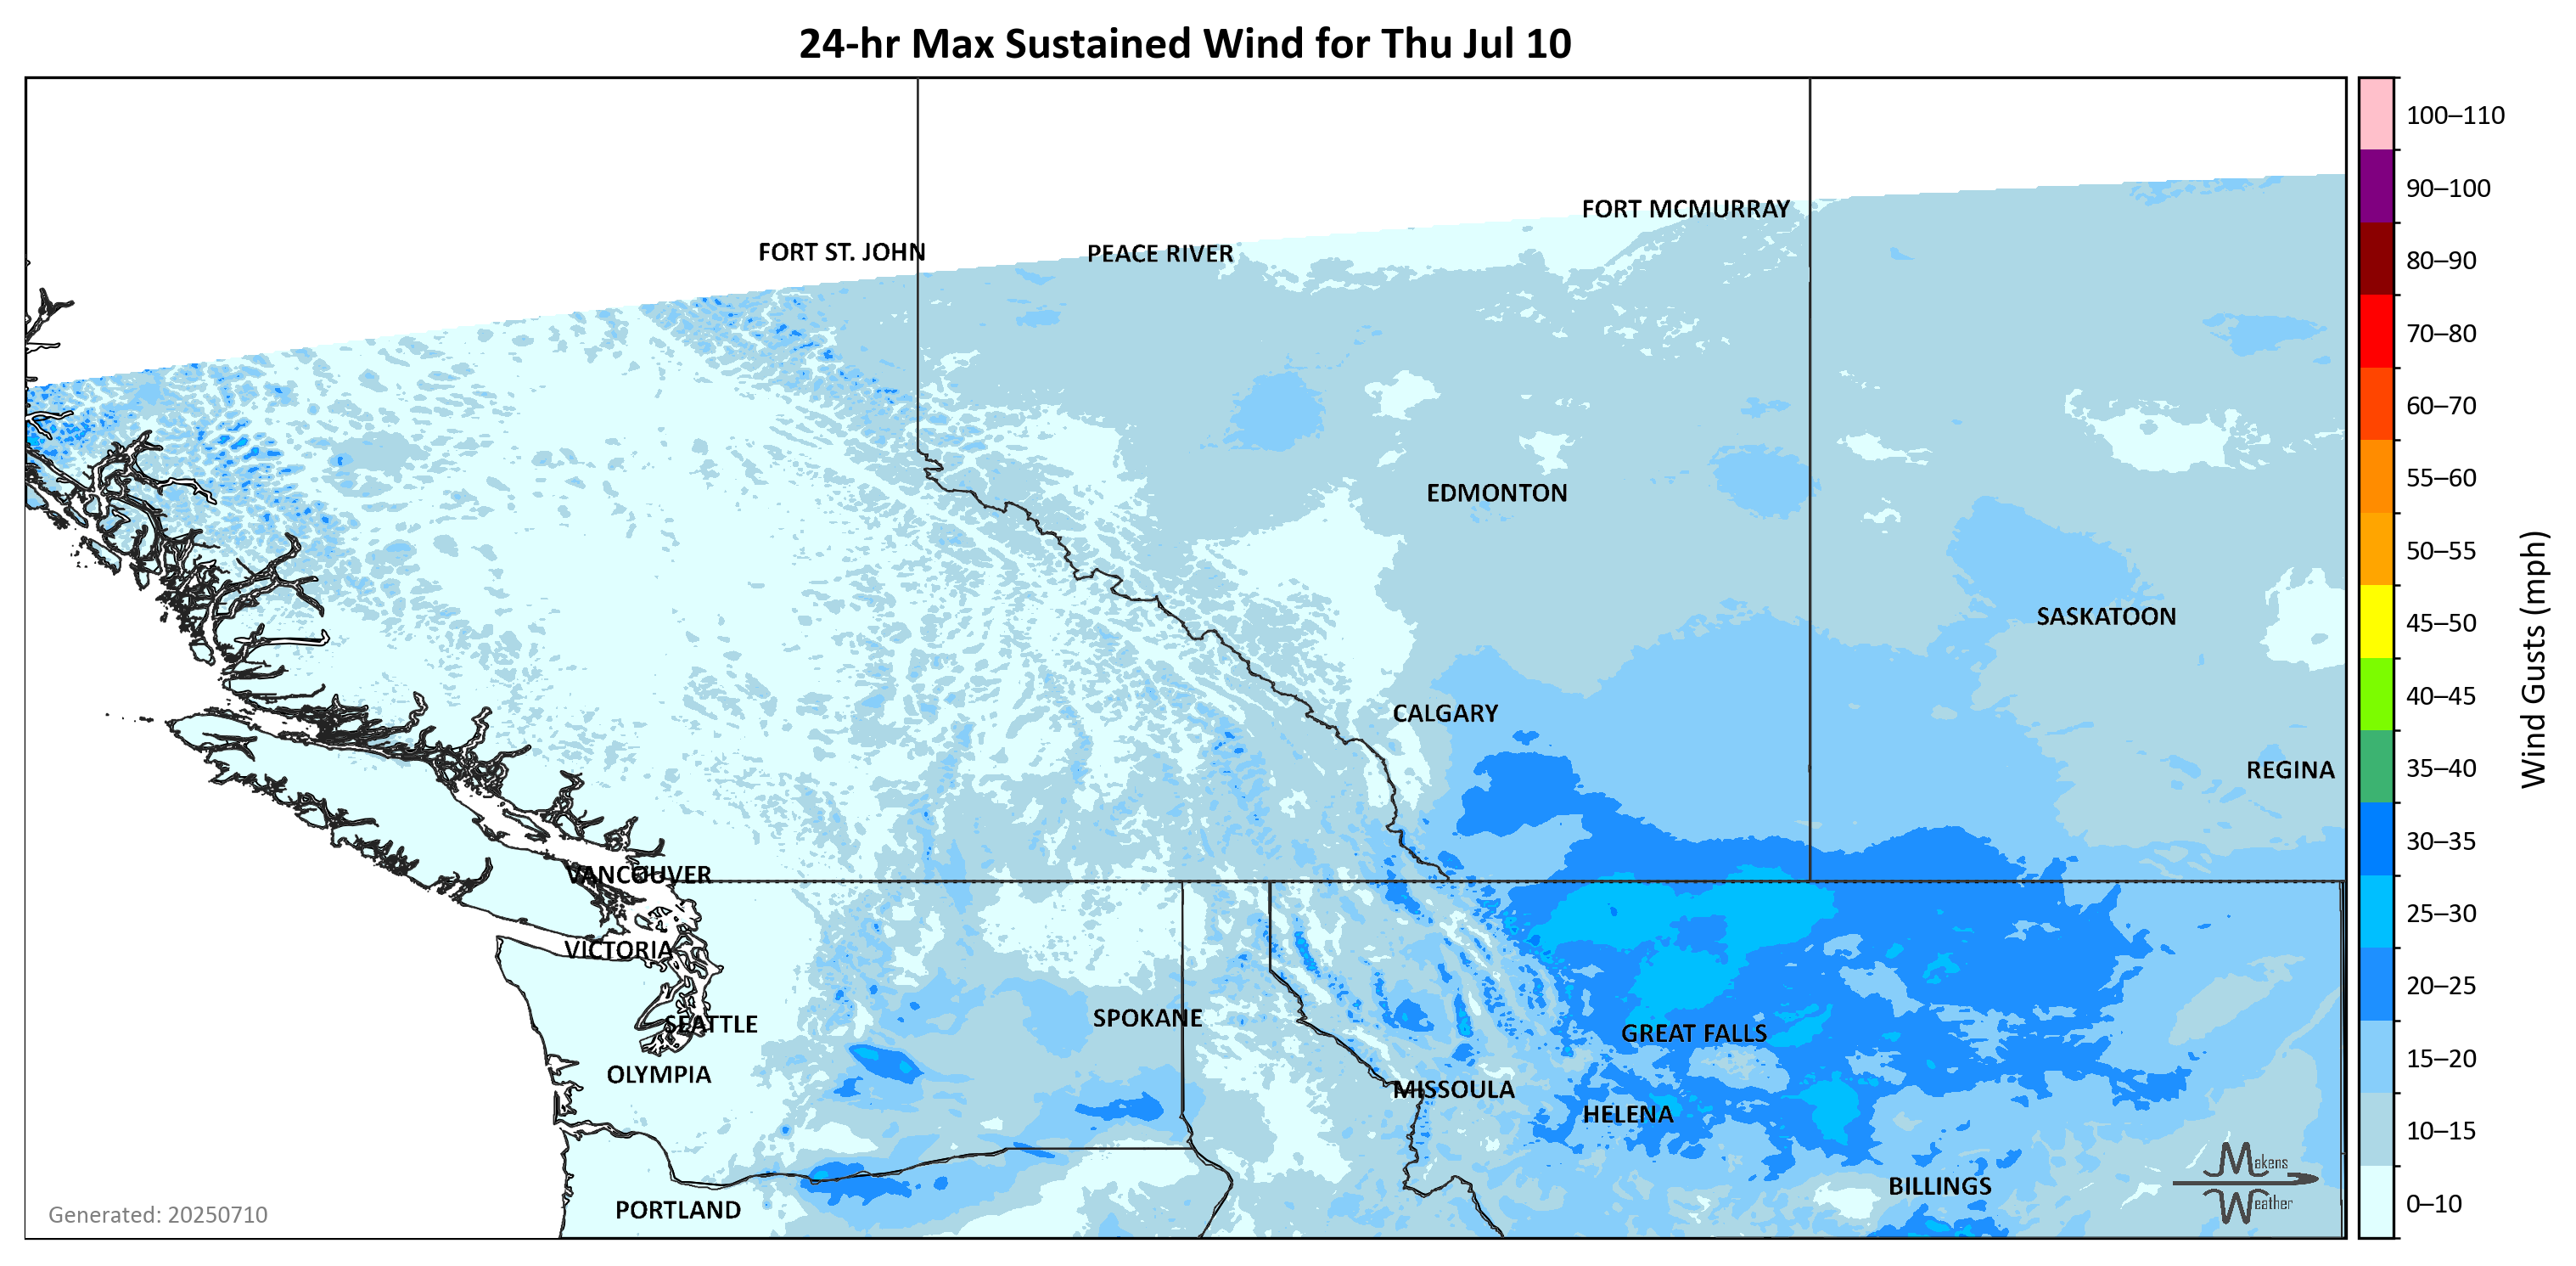 24-hr Max Sustained Wind for Thu Jul 10
100–110
90–100
80–90
70–80
60–70
55–60
50–55
45–50
40–45
35–40
30–35
25–30
20–25
15–20
10–15
0–10
Wind Gusts (mph)
FORT MCMURRAY
FORT ST. JOHN
PEACE RIVER
EDMONTON
SASKATOON
CALGARY
REGINA
VANCOUVER
VICTORIA
SEATTLE
SPOKANE
GREAT FALLS
OLYMPIA
MISSOULA
HELENA
BILLINGS
PORTLAND
Makens
Weather
Generated: 20250710